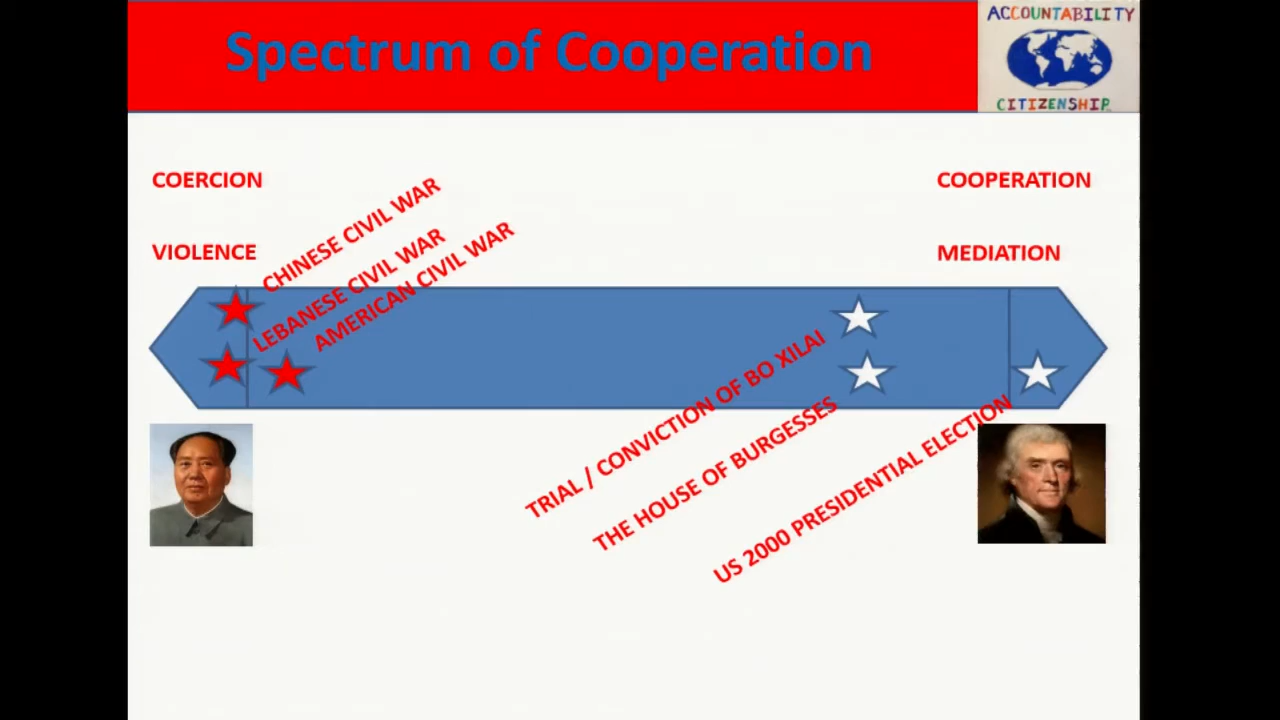 Spectrum of Cooperation
ACCOUNTABILITY
CITIZENSHIP
COERCION
COOPERATION
VIOLENCE
MEDIATION
CHINESE CIVIL WAR
LEBANESE CIVIL WAR
AMERICAN CIVIL WAR
TRIAL / CONVICTION OF BO XILAI
THE HOUSE OF BURGESSES
US 2000 PRESIDENTIAL ELECTION